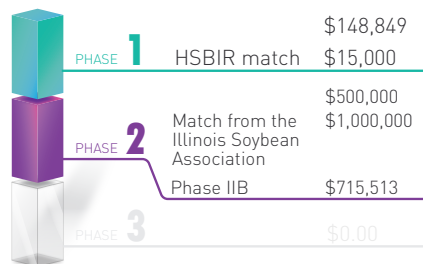 $148,849
PHASE 1 HSBIR match $15,000
$500,000
PHASE 2 Match from the Illinois Soybean Association $1,000,000
Phase IIB $715,513
PHASE 3 $0.00